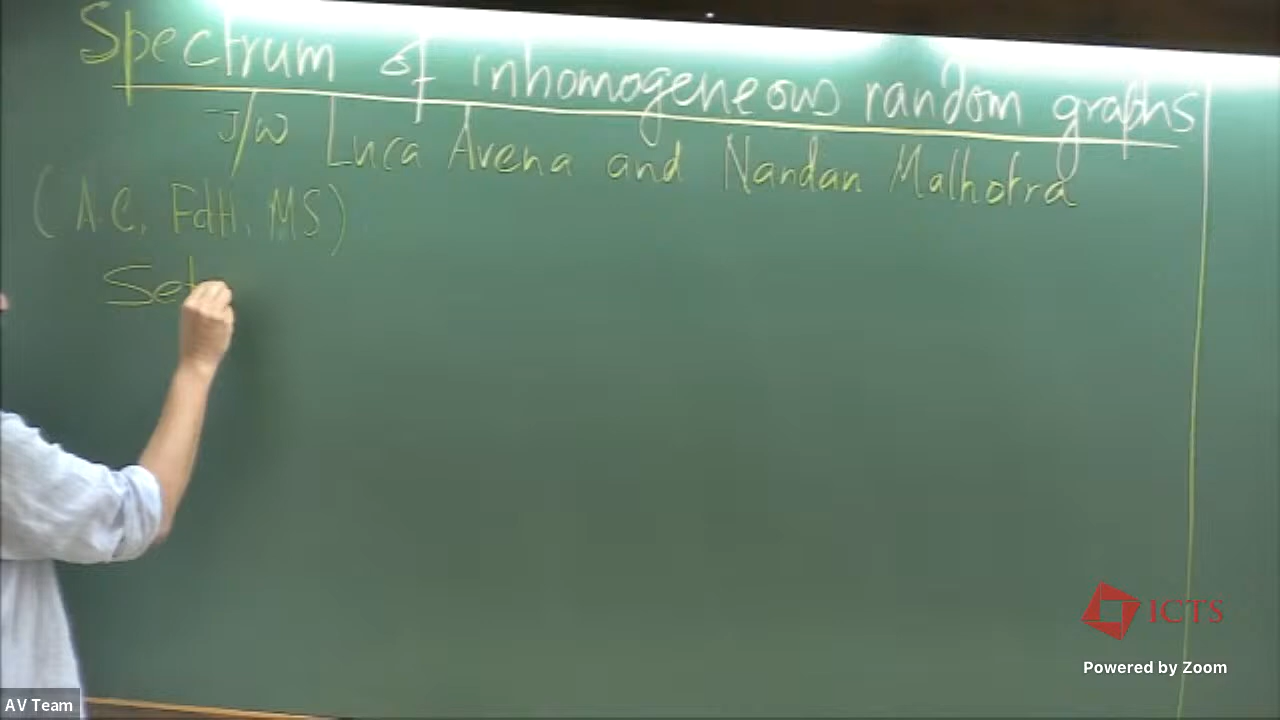 Spectrum of inhomogeneous random graphs
J/W Luca Avena and Nandan Malhotra
(A.C, FdH, MS)
Set
ICTS
Powered by Zoom
AV Team